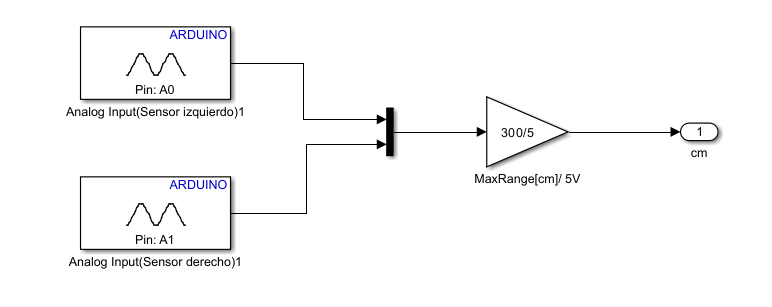 ARDUINO
Pin: A0
Analog Input(Sensor izquierdo)1
300/5
MaxRange[cm]/ 5V
1
cm
ARDUINO
Pin: A1
Analog Input(Sensor derecho)1